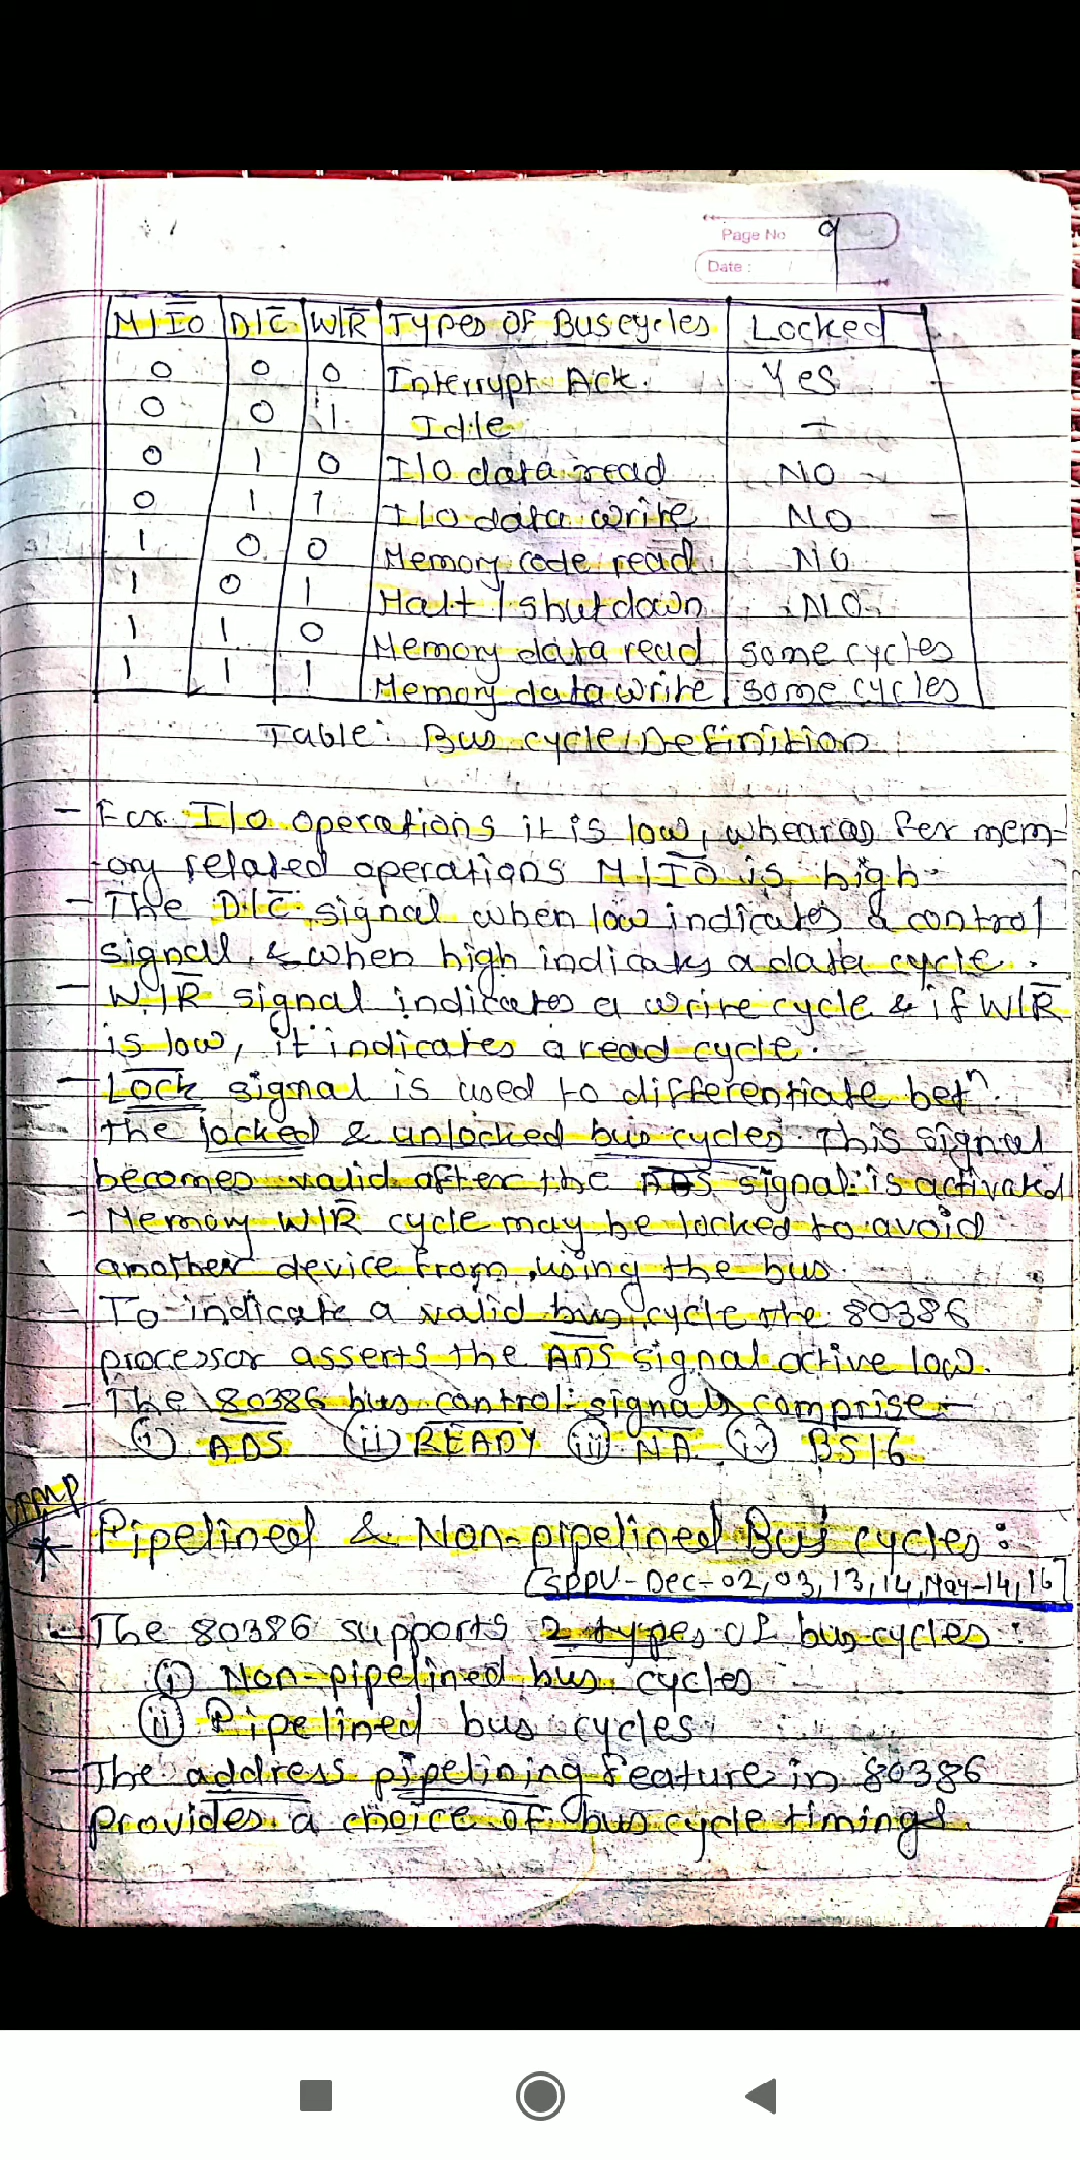 Page No 9
Date :
M/I̅O̅ D/C̅ W/R̅ Types of Bus cycles Locked
0 0 0 Interrupt Ack. Yes
0 0 1 Idle -
0 1 0 I/O data read NO
0 1 1 I/O data write NO
1 0 0 Memory code read NO
1 0 1 Halt / shutdown NO
1 1 0 Memory data read some cycles
1 1 1 Memory data write some cycles
Table: Bus cycle Definition
- For I/O operations it is low, whearas for mem-
ory related operations M/I̅O̅ is high.
- The D/C̅ signal when low indicates a control
signal & when high indicates a data cycle.
- W/R̅ signal indicates a write cycle & if W/R̅
is low, it indicates a read cycle.
- L̅o̅c̅k̅ signal is used to differentiate betⁿ
the locked & unlocked bus cycles. This signal
becomes valid after the A̅D̅S̅ signal is activated
- Memory W/R̅ cycle may be locked to avoid
another device from using the bus.
- To indicate a valid bus cycle the 80386
processor asserts the A̅D̅S̅ signal active low.
- The 80386 bus control signals comprise-
(i) A̅D̅S̅ (ii) R̅E̅A̅D̅Y̅ (iii) N̅A̅ (iv) B̅S̅1̅6̅
IMP
* Pipelined & Non-pipelined Bus cycles:
[SPPU-Dec-02,03,13,14,May-14,16]
- The 80386 supports 2 types of bus cycles:
(i) Non-pipelined bus cycles
(ii) Pipelined bus cycles
- The address pipelining feature in 80386
provides a choice of bus cycle timings.